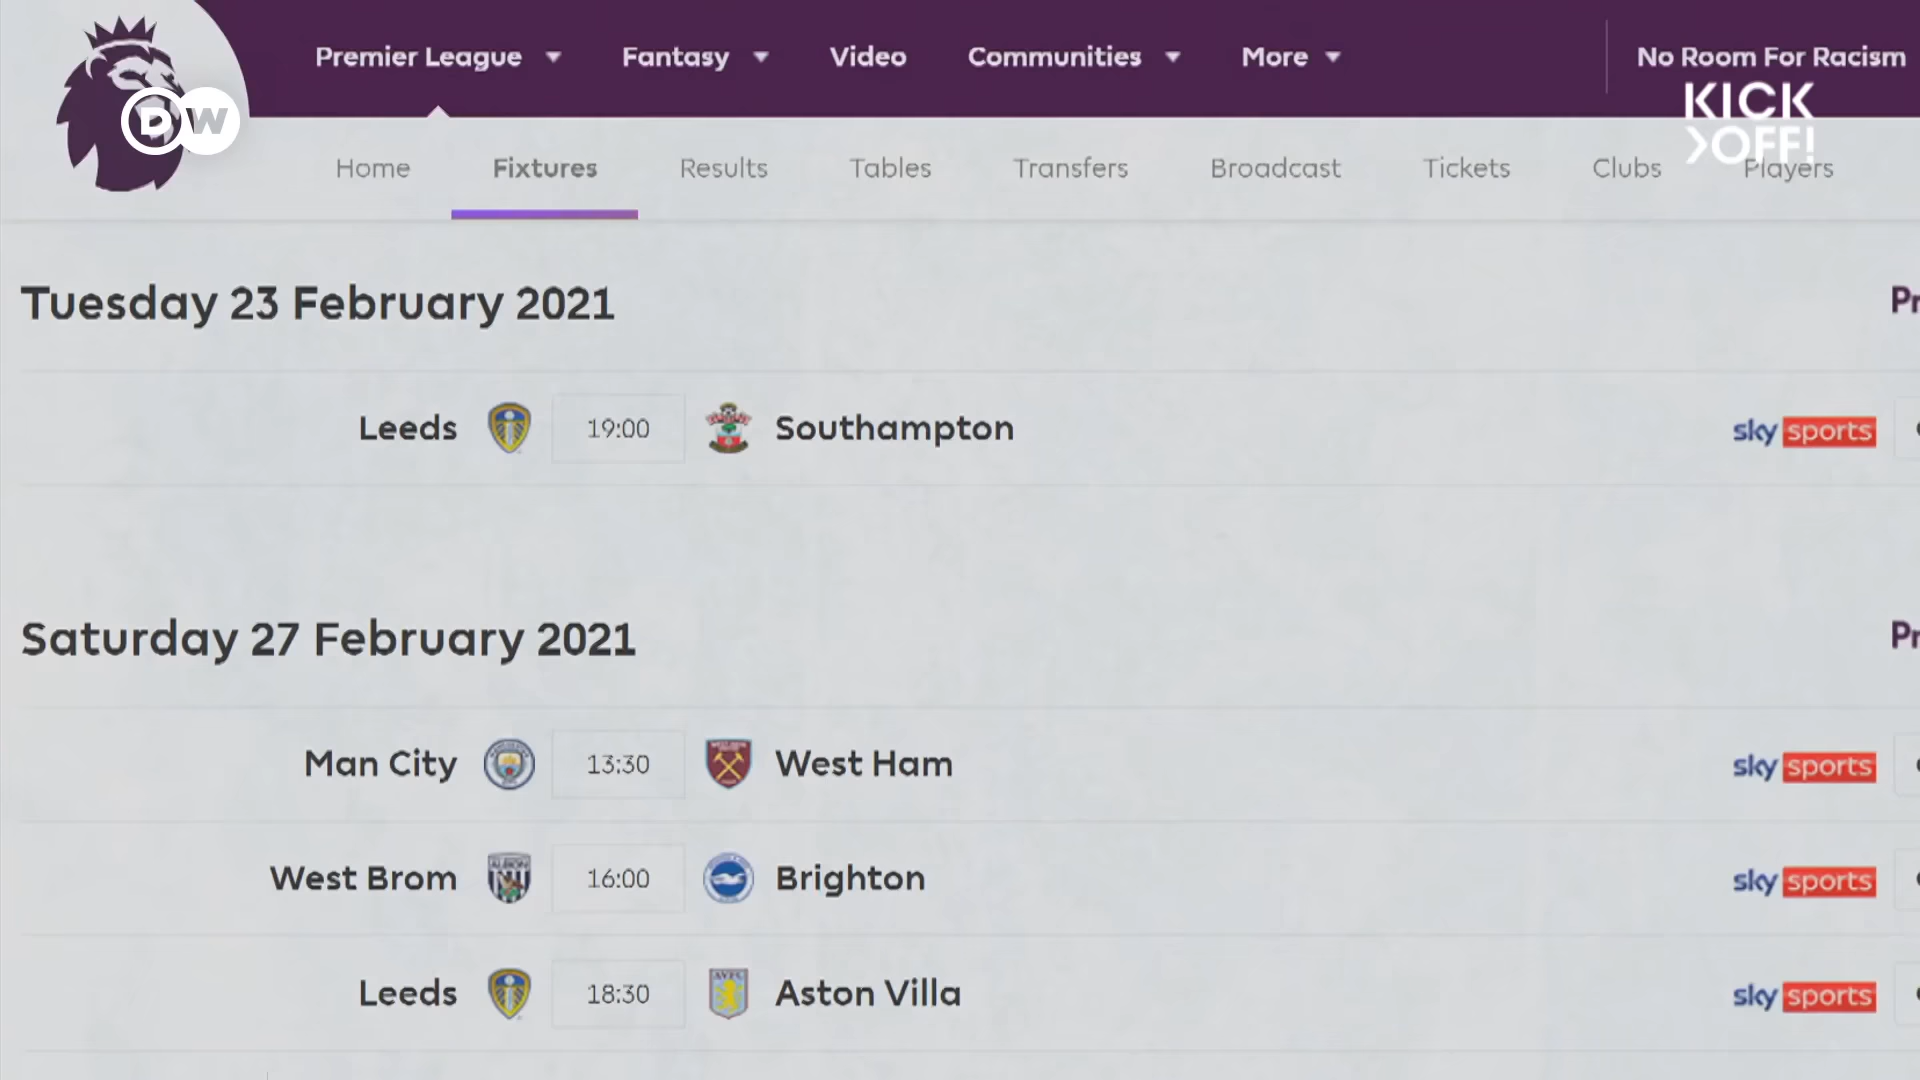 Premier League
Fantasy
Video
Communities
More
No Room For Racism
DW
KICK
OFF!
Home
Fixtures
Results
Tables
Transfers
Broadcast
Tickets
Clubs
Players
Tuesday 23 February 2021
Pr
Leeds 19:00 Southampton
sky sports
Saturday 27 February 2021
Pr
Man City 13:30 West Ham
sky sports
West Brom 16:00 Brighton
sky sports
Leeds 18:30 Aston Villa
sky sports